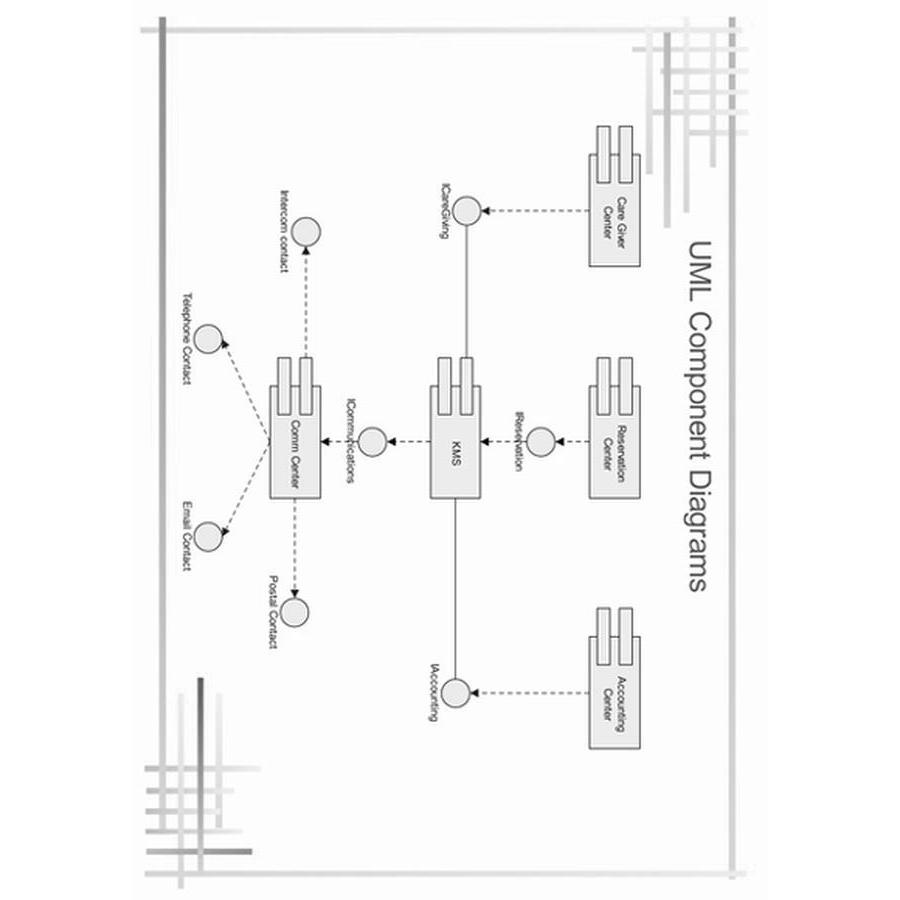 UML Component Diagrams
Care Giver
Center
Reservation
Center
Accounting
Center
IReservation
ICareGiving
KMS
IAccounting
ICommunications
Intercom contact
Comm Center
Postal Contact
Telephone Contact
Email Contact